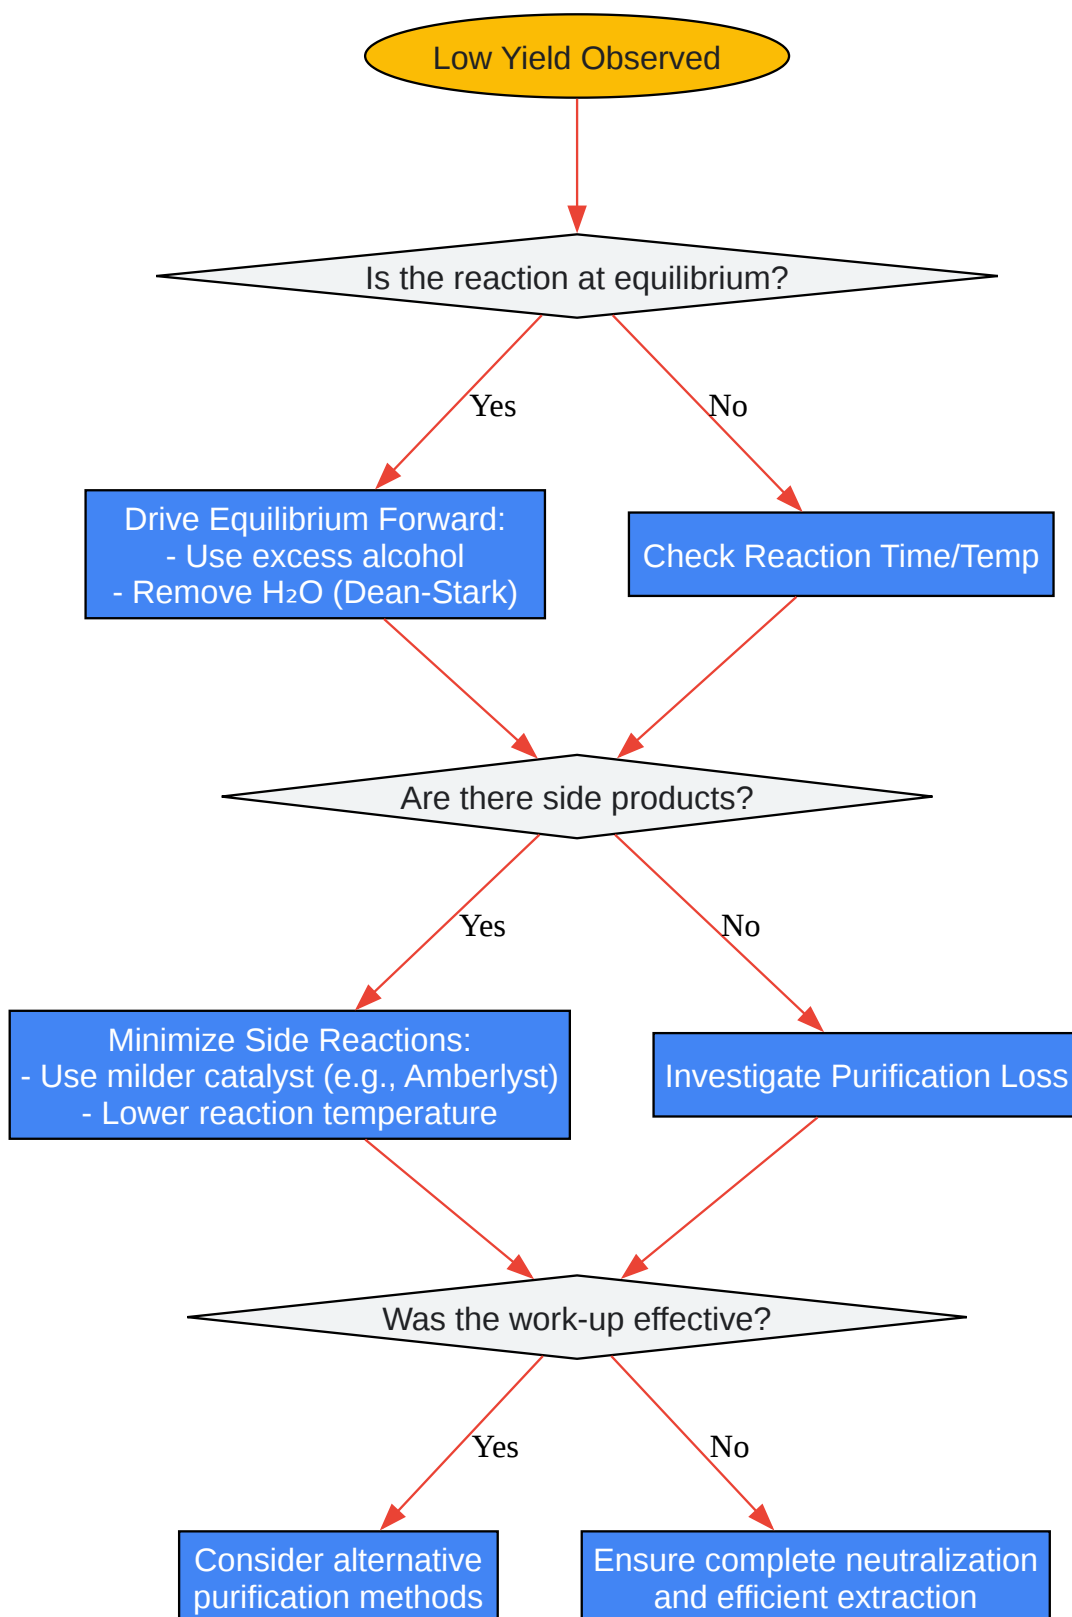 Low Yield Observed
Is the reaction at equilibrium?
Yes
No
Drive Equilibrium Forward:
- Use excess alcohol
- Remove H₂O (Dean-Stark)
Check Reaction Time/Temp
Are there side products?
Yes
No
Minimize Side Reactions:
- Use milder catalyst (e.g., Amberlyst)
- Lower reaction temperature
Investigate Purification Loss
Was the work-up effective?
Yes
No
Consider alternative
purification methods
Ensure complete neutralization
and efficient extraction